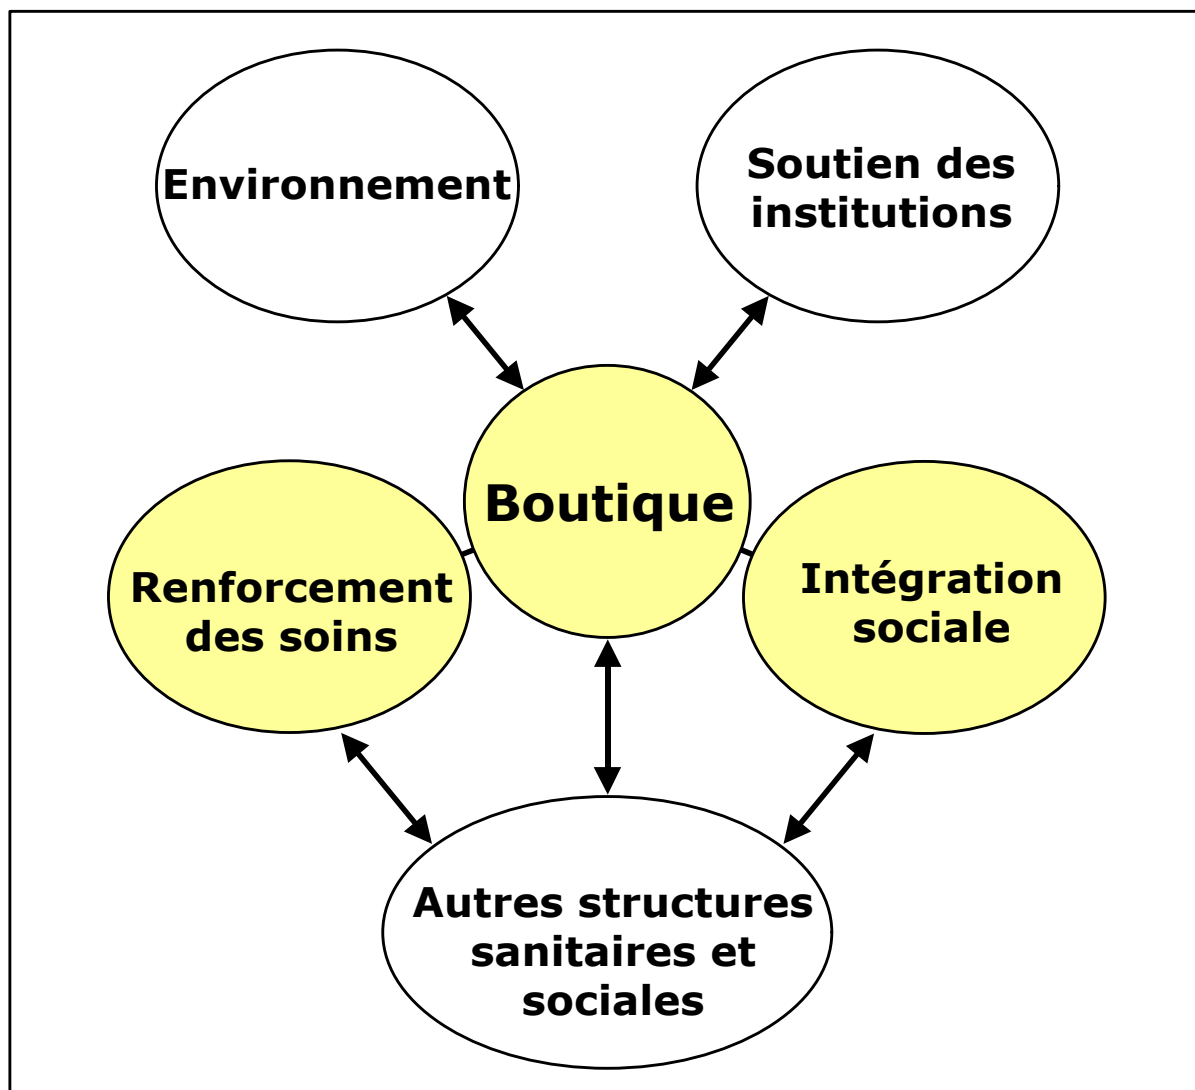 Environnement
Soutien des
institutions
Boutique
Renforcement
des soins
Intégration
sociale
Autres structures
sanitaires et
sociales